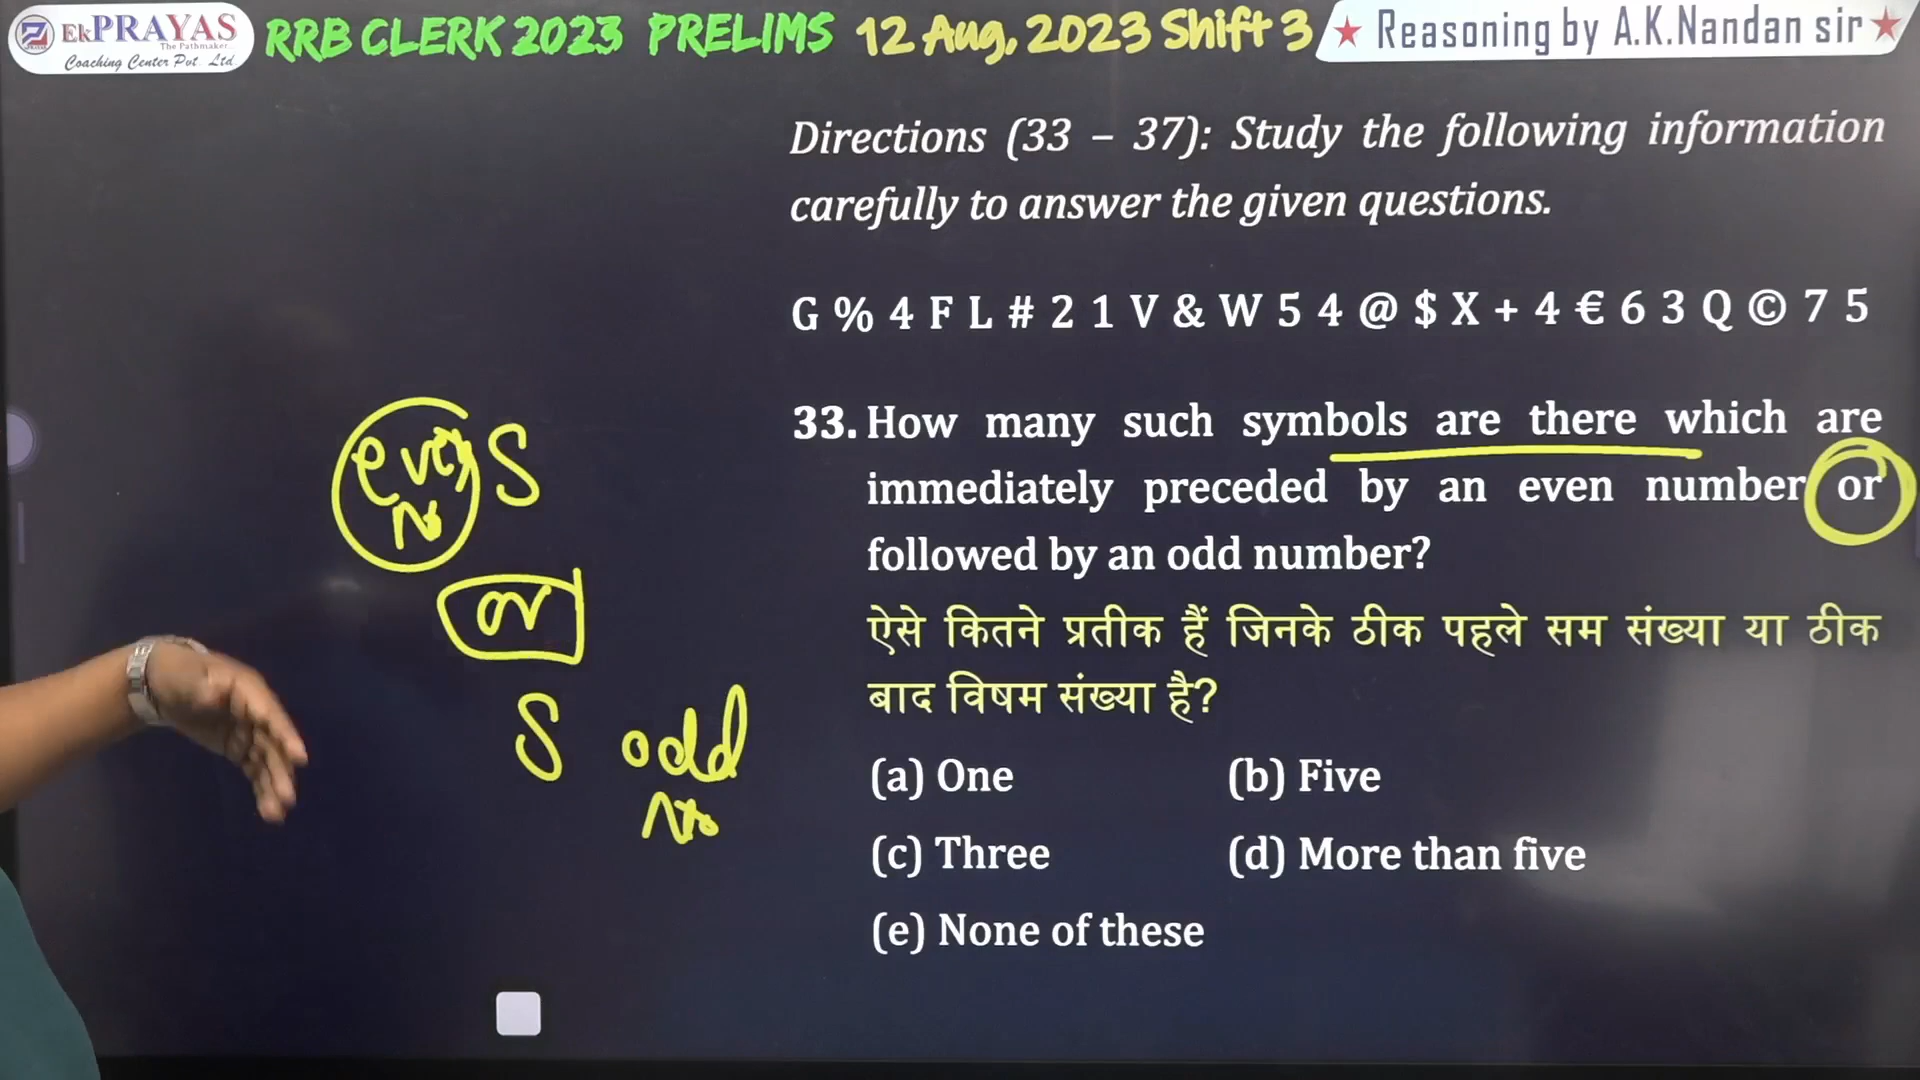 EkPRAYAS
The Pathmaker...
Coaching Center Pvt. Ltd.
RRB CLERK 2023 PRELIMS 12 Aug, 2023 Shift 3
Reasoning by A.K.Nandan sir
Directions (33 – 37): Study the following information
carefully to answer the given questions.
G % 4 F L # 2 1 V & W 5 4 @ $ X + 4 € 6 3 Q © 7 5
33. How many such symbols are there which are
immediately preceded by an even number or
followed by an odd number?
ऐसे कितने प्रतीक हैं जिनके ठीक पहले सम संख्या या ठीक
बाद विषम संख्या है?
(a) One (b) Five
(c) Three (d) More than five
(e) None of these
even S
No
or
S odd
No